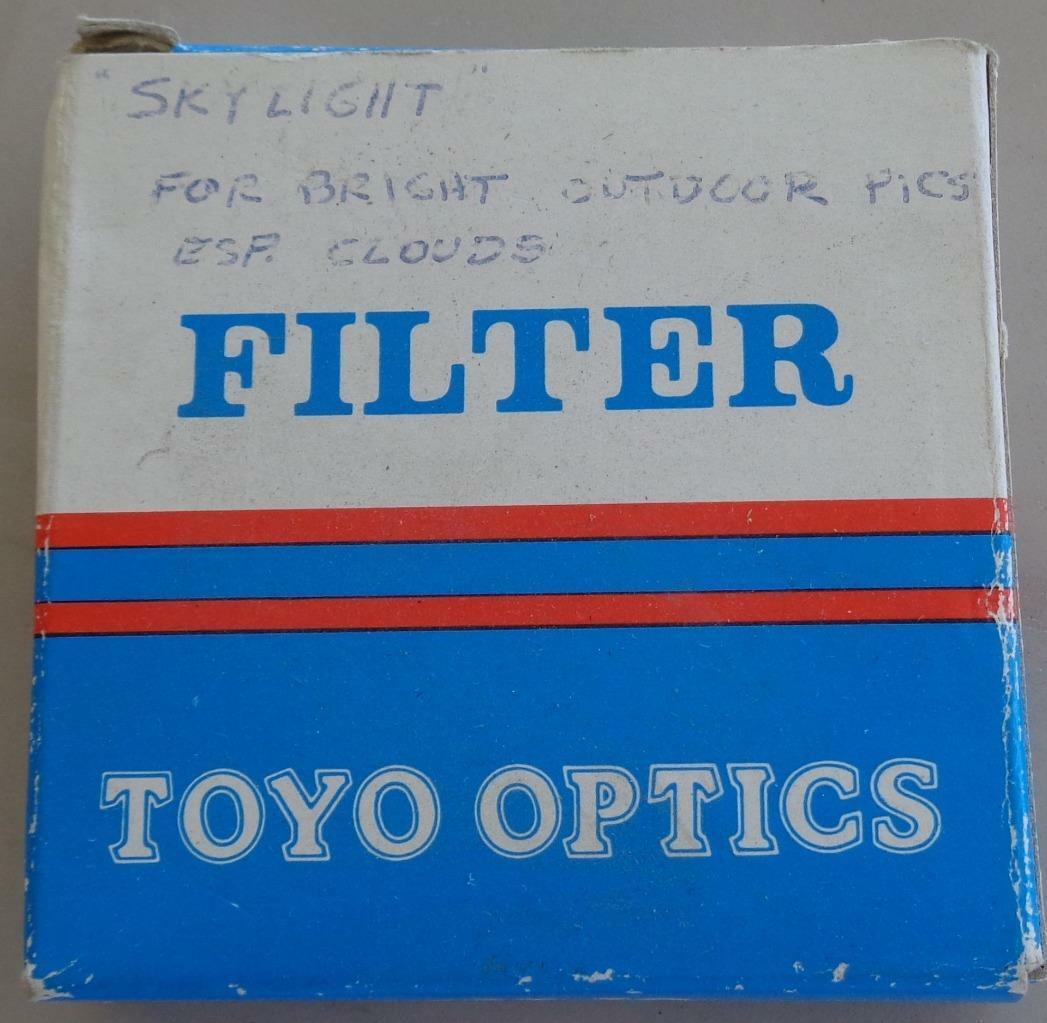 "SKYLIGHT"
FOR BRIGHT OUTDOOR PICS
ESP. CLOUDS
FILTER
TOYO OPTICS